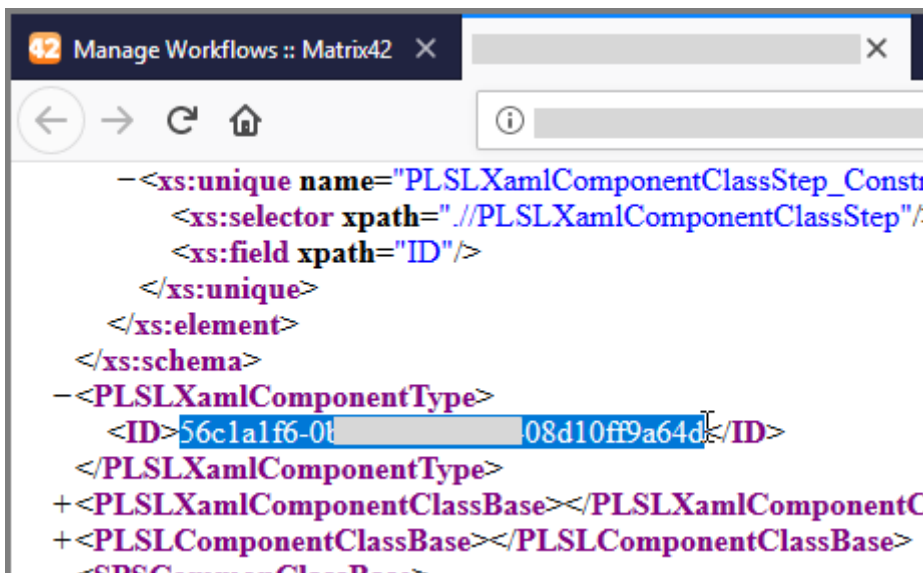 42 Manage Workflows :: Matrix42
−<xs:unique name="PLSLXamlComponentClassStep_Constr
<xs:selector xpath=".//PLSLXamlComponentClassStep"/>
<xs:field xpath="ID"/>
</xs:unique>
</xs:element>
</xs:schema>
−<PLSLXamlComponentType>
<ID>56c1a1f6-0b 08d10ff9a64d</ID>
</PLSLXamlComponentType>
+<PLSLXamlComponentClassBase></PLSLXamlComponentC
+<PLSLComponentClassBase></PLSLComponentClassBase>
<SPSCommonClassBase>